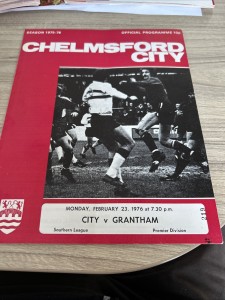 SEASON 1975-76 OFFICIAL PROGRAMME 10p
CHELMSFORD
CITY
MONDAY, FEBRUARY 23, 1976 at 7.30 p.m.
CITY v GRANTHAM
Southern League Premier Division